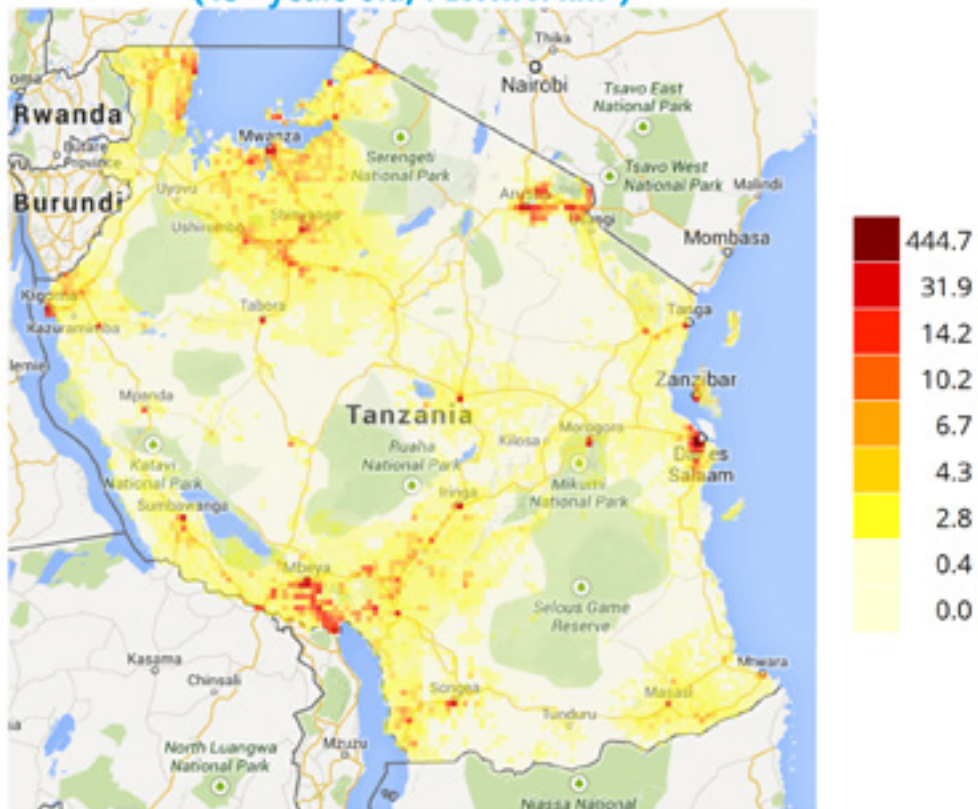 Thika
Nairobi
Tsavo East
National Park
Rwanda
Butare
Province
Mwanza
Serengeti
National Park
Tsavo West
National Park
Malindi
Uyovu
Burundi
Ushirombo
Shinyanga
Mombasa
Kigoma
Tabora
Tanga
Kazuramimba
Mpanda
Zanzibar
Tanzania
Ruaha
National Park
Kilosa
Morogoro
Dar es
Salaam
Katavi
National Park
Mikumi
National Park
Sumbawanga
Iringa
Mbeya
Selous Game
Reserve
Kasama
Chinsali
Songea
Masasi
Mtwara
Tunduru
North Luangwa
National Park
Mzuzu
Niassa National
444.7
31.9
14.2
10.2
6.7
4.3
2.8
0.4
0.0